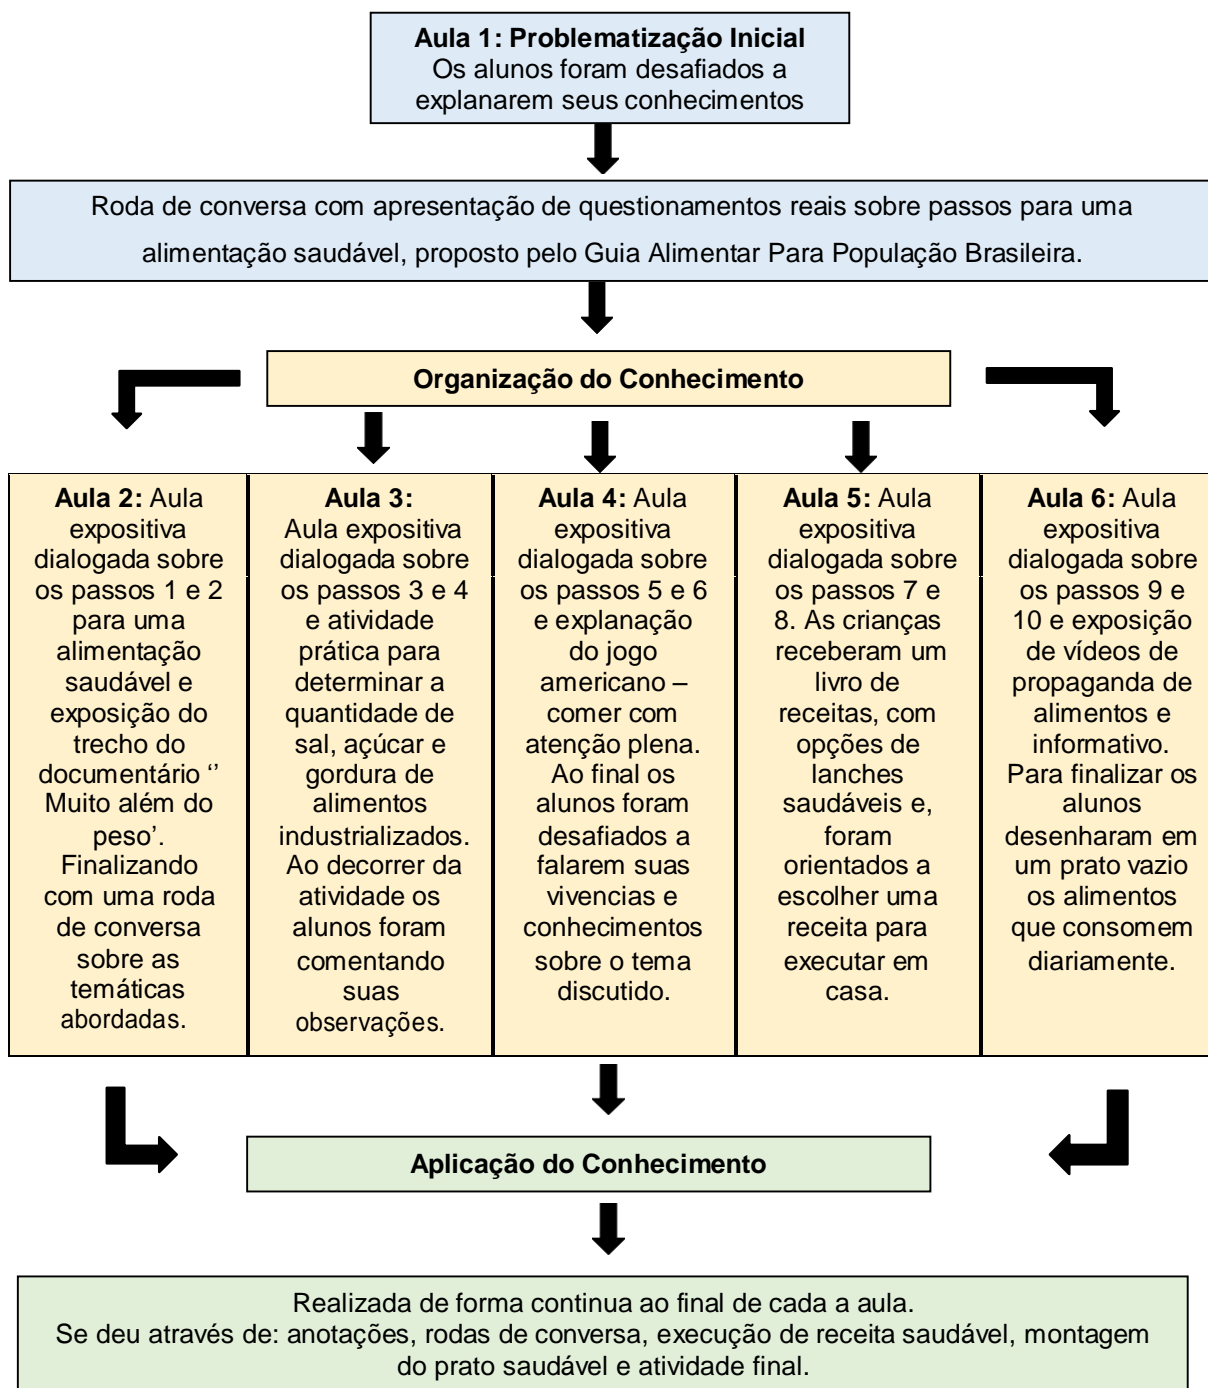 Aula 1: Problematização Inicial
Os alunos foram desafiados a
explanarem seus conhecimentos
Roda de conversa com apresentação de questionamentos reais sobre passos para uma
alimentação saudável, proposto pelo Guia Alimentar Para População Brasileira.
Organização do Conhecimento
Aula 2: Aula
expositiva
dialogada sobre
os passos 1 e 2
para uma
alimentação
saudável e
exposição do
trecho do
documentário ‘’
Muito além do
peso’.
Finalizando
com uma roda
de conversa
sobre as
temáticas
abordadas.
Aula 3:
Aula expositiva
dialogada sobre
os passos 3 e 4
e atividade
prática para
determinar a
quantidade de
sal, açúcar e
gordura de
alimentos
industrializados.
Ao decorrer da
atividade os
alunos foram
comentando
suas
observações.
Aula 4: Aula
expositiva
dialogada sobre
os passos 5 e 6
e explanação
do jogo
americano –
comer com
atenção plena.
Ao final os
alunos foram
desafiados a
falarem suas
vivencias e
conhecimentos
sobre o tema
discutido.
Aula 5: Aula
expositiva
dialogada sobre
os passos 7 e
8. As crianças
receberam um
livro de
receitas, com
opções de
lanches
saudáveis e,
foram
orientados a
escolher uma
receita para
executar em
casa.
Aula 6: Aula
expositiva
dialogada sobre
os passos 9 e
10 e exposição
de vídeos de
propaganda de
alimentos e
informativo.
Para finalizar os
alunos
desenharam em
um prato vazio
os alimentos
que consomem
diariamente.
Aplicação do Conhecimento
Realizada de forma continua ao final de cada a aula.
Se deu através de: anotações, rodas de conversa, execução de receita saudável, montagem
do prato saudável e atividade final.